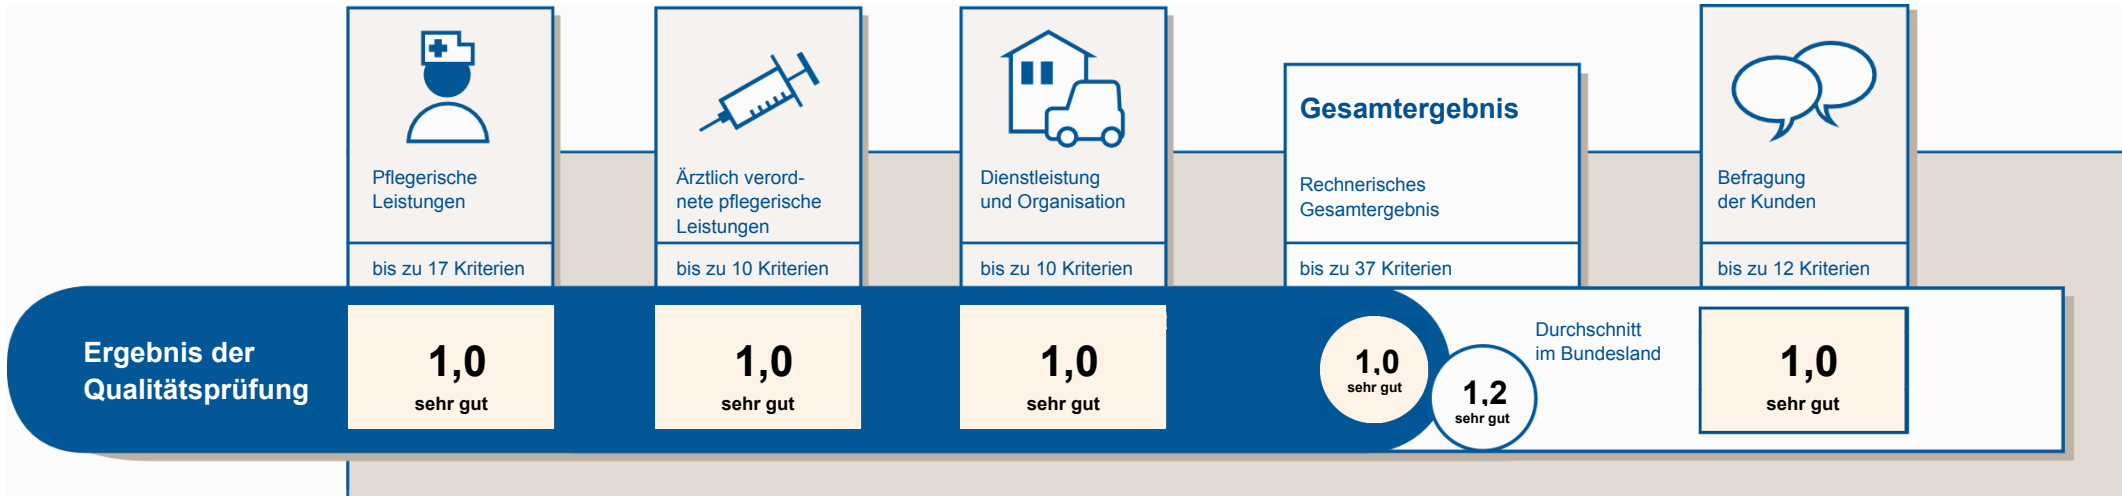 Pflegerische
Leistungen
bis zu 17 Kriterien
Ärztlich verord-
nete pflegerische
Leistungen
bis zu 10 Kriterien
Dienstleistung
und Organisation
bis zu 10 Kriterien
Gesamtergebnis
Rechnerisches
Gesamtergebnis
bis zu 37 Kriterien
Befragung
der Kunden
bis zu 12 Kriterien
Ergebnis der
Qualitätsprüfung
1,0
sehr gut
1,0
sehr gut
1,0
sehr gut
1,0
sehr gut
1,2
sehr gut
Durchschnitt
im Bundesland
1,0
sehr gut